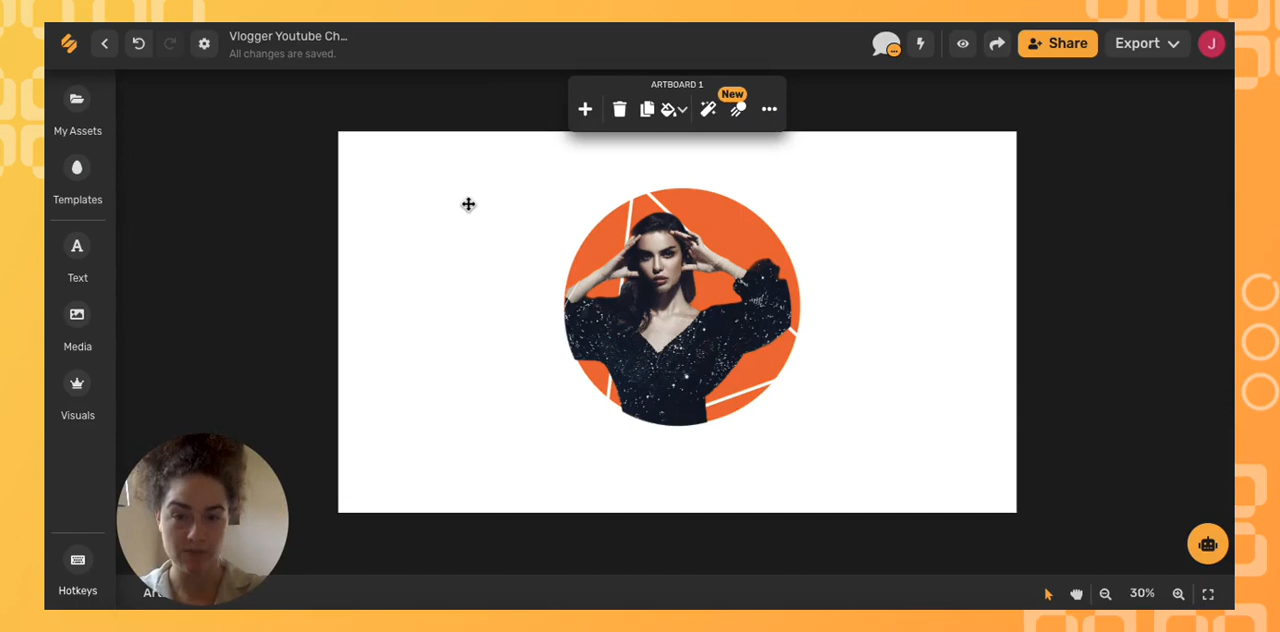 Vlogger Youtube Ch...
All changes are saved.
Share
Export
J
ARTBOARD 1
New
My Assets
Templates
A
Text
Media
Visuals
Hotkeys
30%